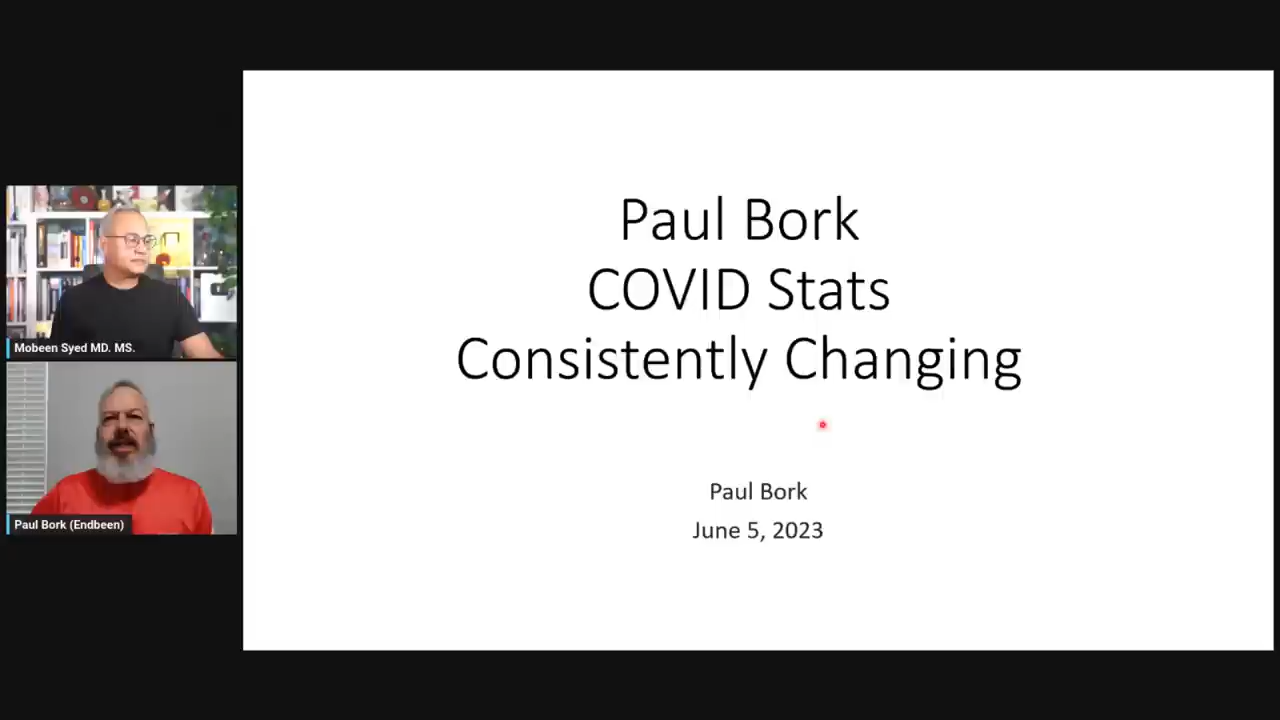 Paul Bork
COVID Stats
Consistently Changing
Paul Bork
June 5, 2023
Mobeen Syed MD. MS.
Paul Bork (Endbeen)